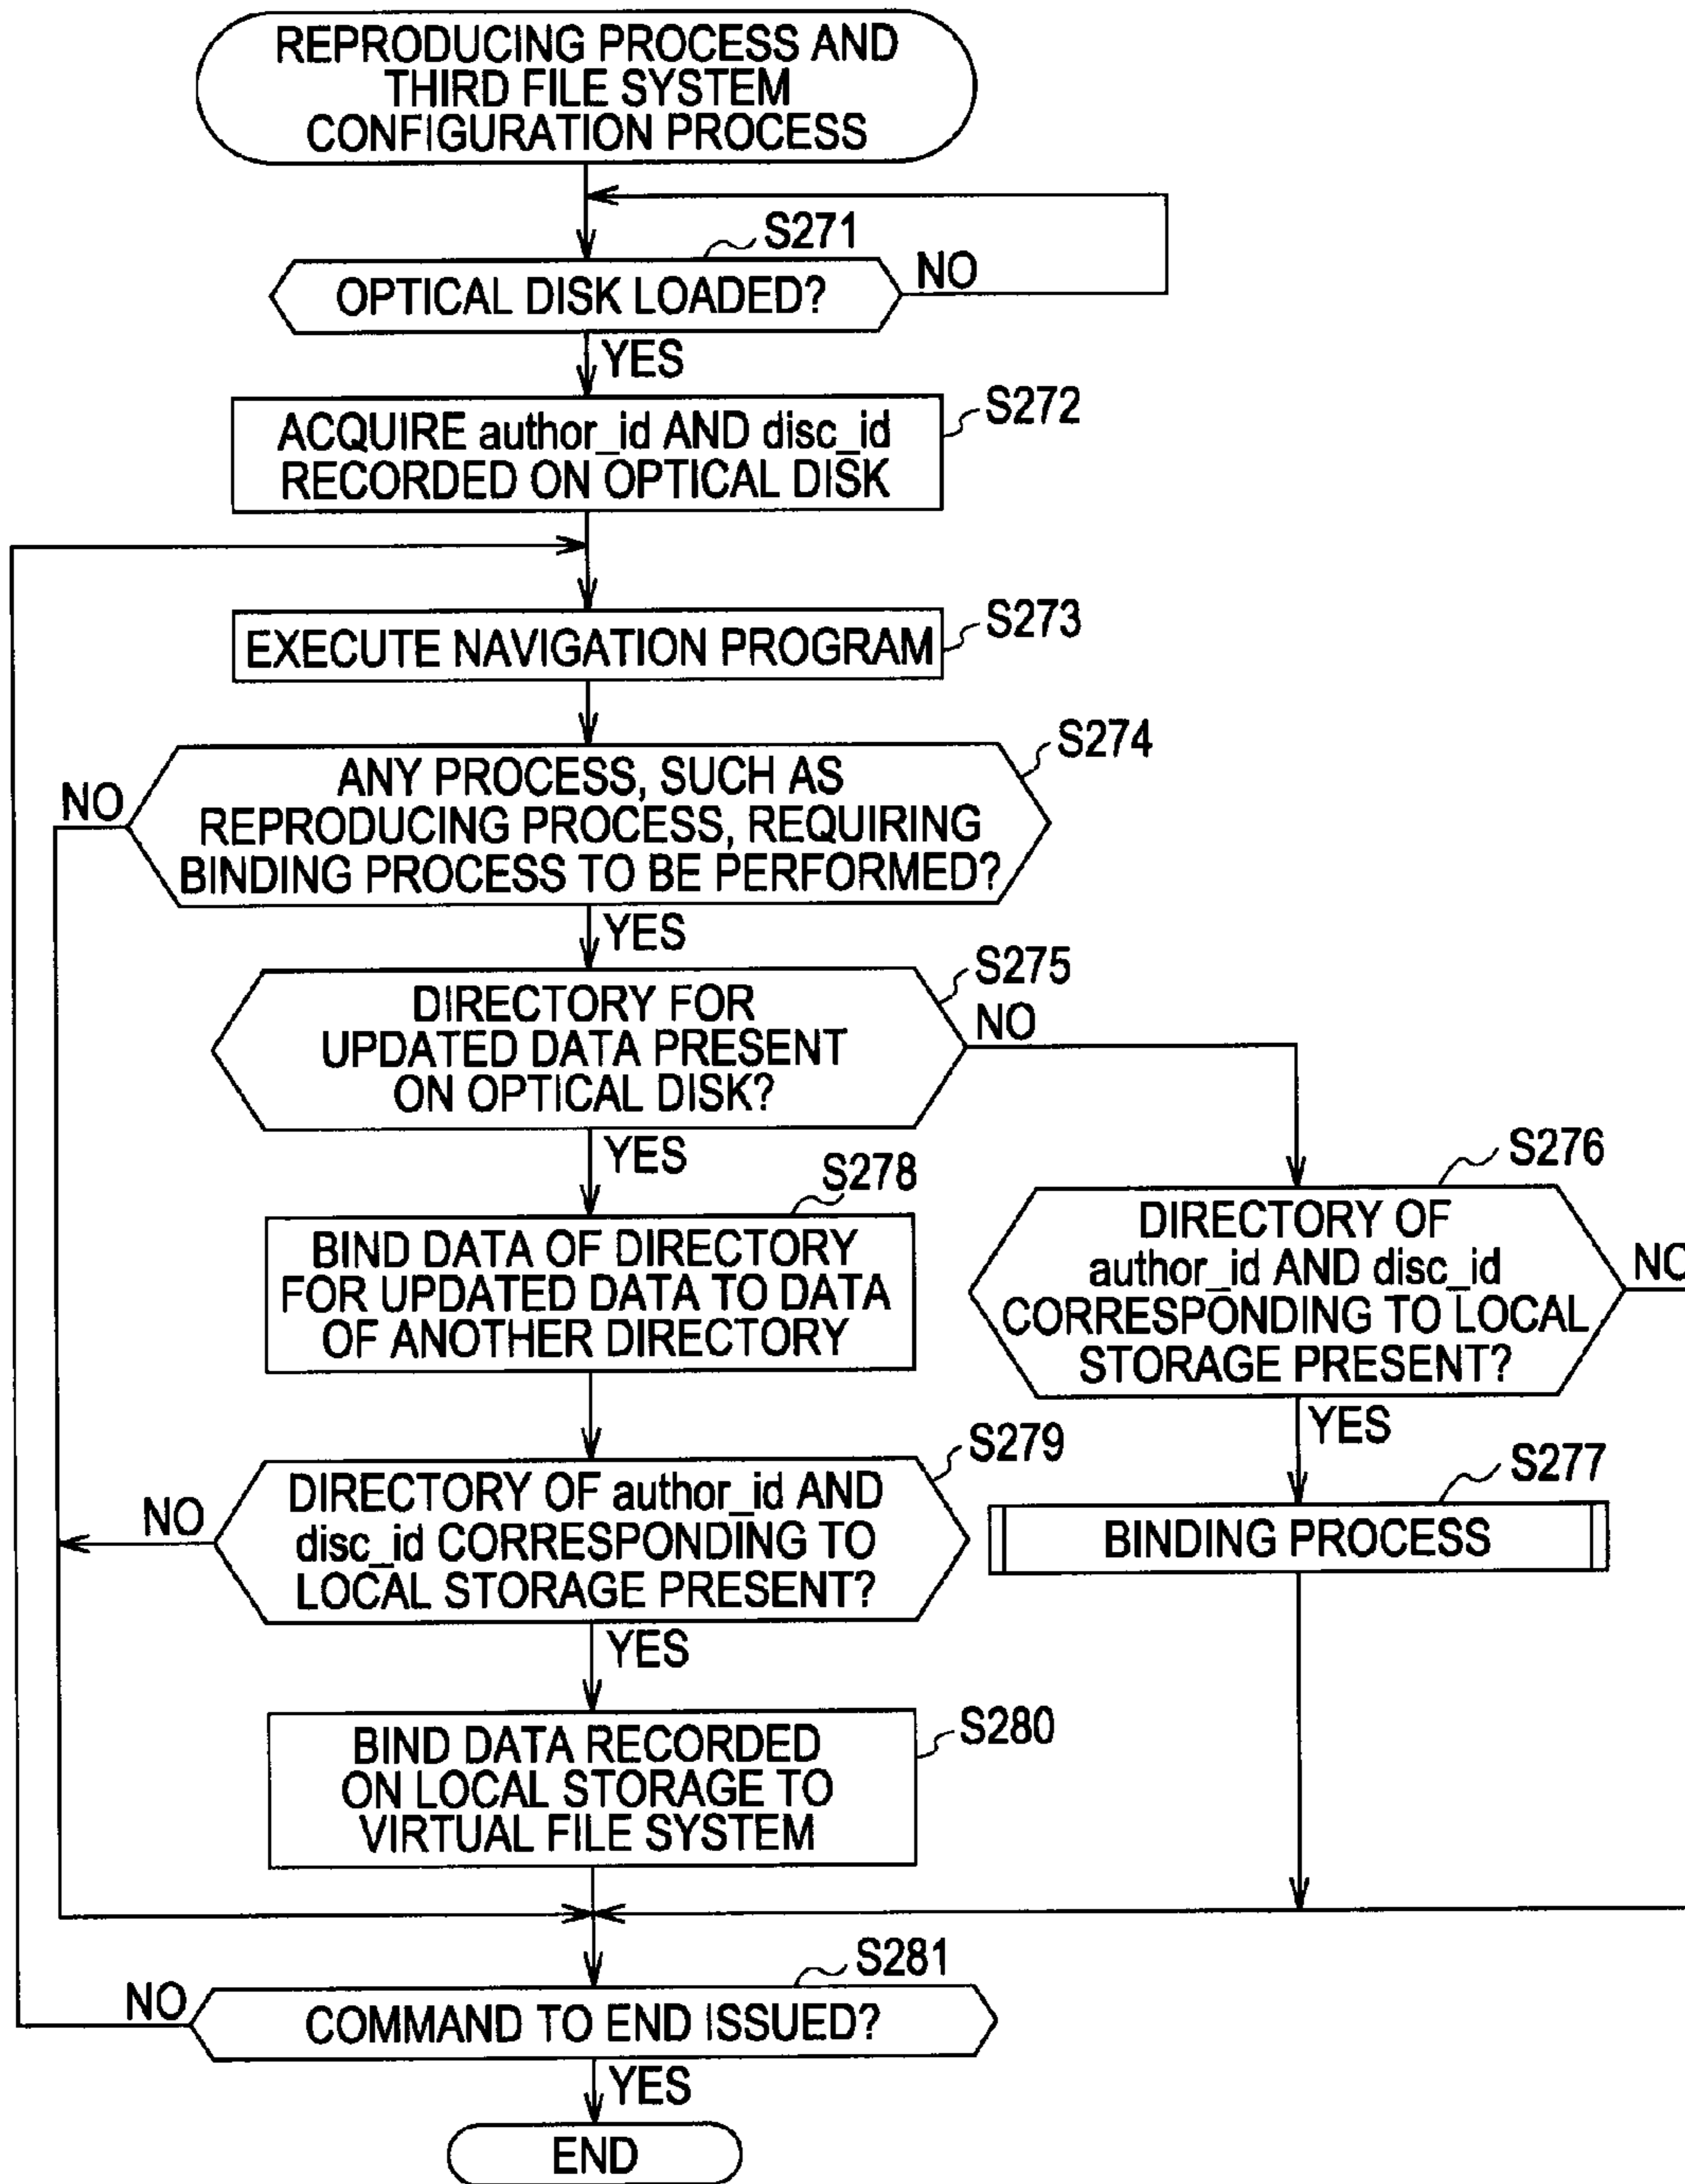 REPRODUCING PROCESS AND
THIRD FILE SYSTEM
CONFIGURATION PROCESS
S271
OPTICAL DISK LOADED?
NO
YES
S272
ACQUIRE author_id AND disc_id
RECORDED ON OPTICAL DISK
S273
EXECUTE NAVIGATION PROGRAM
S274
NO
ANY PROCESS, SUCH AS
REPRODUCING PROCESS, REQUIRING
BINDING PROCESS TO BE PERFORMED?
YES
S275
DIRECTORY FOR
UPDATED DATA PRESENT
ON OPTICAL DISK?
NO
YES
S276
DIRECTORY OF
author_id AND disc_id
CORRESPONDING TO LOCAL
STORAGE PRESENT?
NO
YES
S277
BINDING PROCESS
S278
BIND DATA OF DIRECTORY
FOR UPDATED DATA TO DATA
OF ANOTHER DIRECTORY
S279
NO
DIRECTORY OF author_id AND
disc_id CORRESPONDING TO
LOCAL STORAGE PRESENT?
YES
S280
BIND DATA RECORDED
ON LOCAL STORAGE TO
VIRTUAL FILE SYSTEM
S281
NO
COMMAND TO END ISSUED?
YES
END